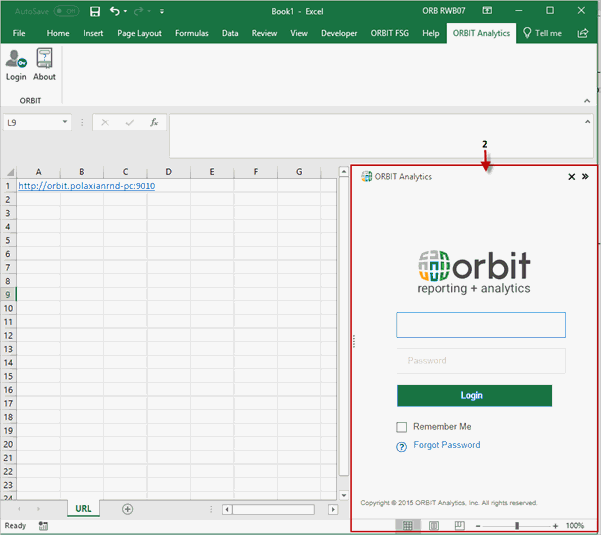 AutoSave Off Book1 - Excel ORB RWB07
File Home Insert Page Layout Formulas Data Review View Developer ORBIT FSG Help ORBIT Analytics Tell me
Login About
ORBIT
L9 fx
2
A B C D E F G
ORBIT Analytics
1 http://orbit.polaxianrnd-pc:9010
2
3
4
5
6
7
orbit
8
reporting + analytics
9
10
11
12
13
Password
14
15
16
Login
17
18
Remember Me
19
20
Forgot Password
21
22
23
24
Copyright © 2015 ORBIT Analytics, Inc. All rights reserved.
URL
Ready 100%